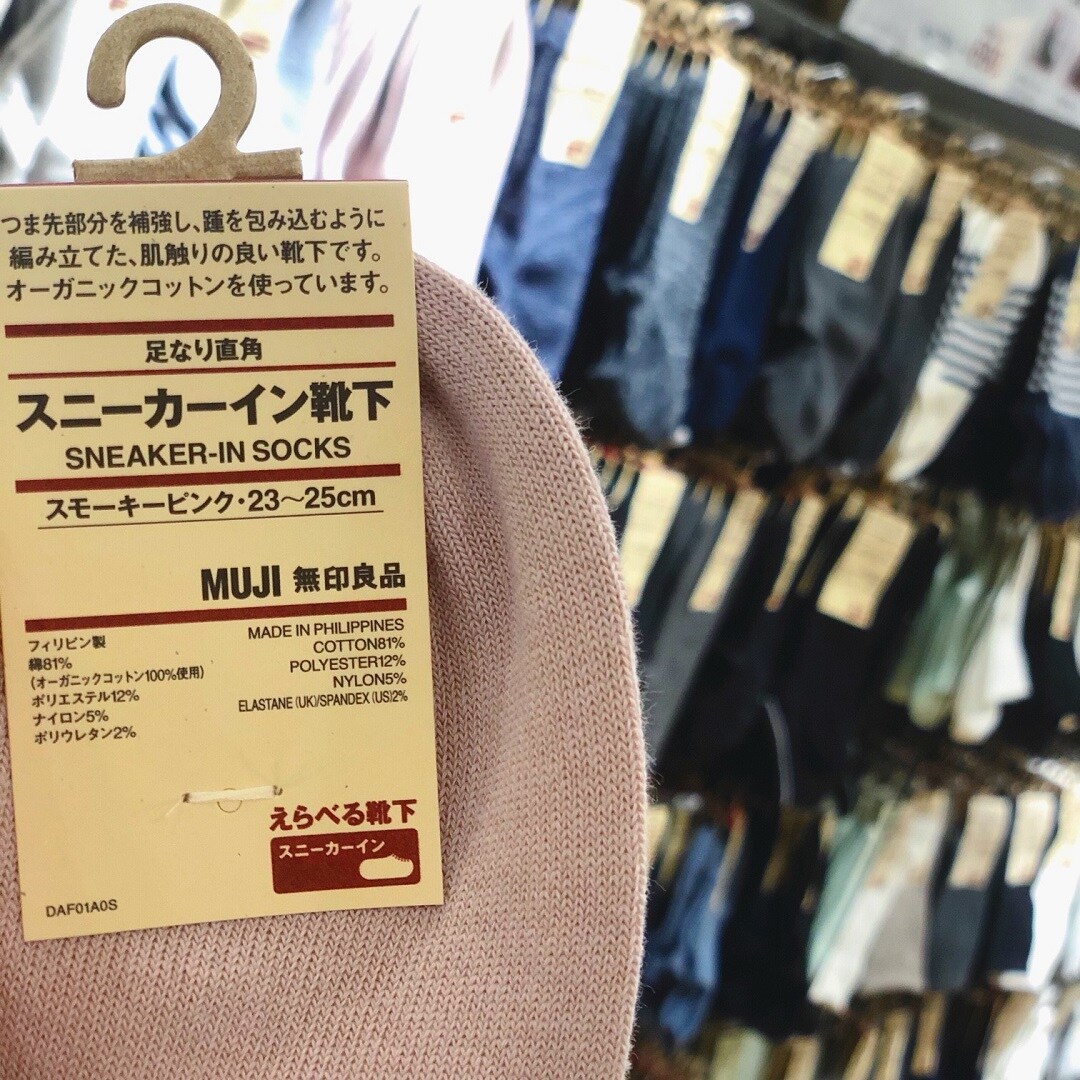 つま先部分を補強し、踵を包み込むように
編み立てた、肌触りの良い靴下です。
オーガニックコットンを使っています。
足なり直角
スニーカーイン靴下
SNEAKER-IN SOCKS
スモーキーピンク・23〜25cm
MUJI 無印良品
フィリピン製
綿81%
(オーガニックコットン100%使用)
ポリエステル12%
ナイロン5%
ポリウレタン2%
MADE IN PHILIPPINES
COTTON81%
POLYESTER12%
NYLON5%
ELASTANE (UK)/SPANDEX (US)2%
えらべる靴下
スニーカーイン
DAF01A0S